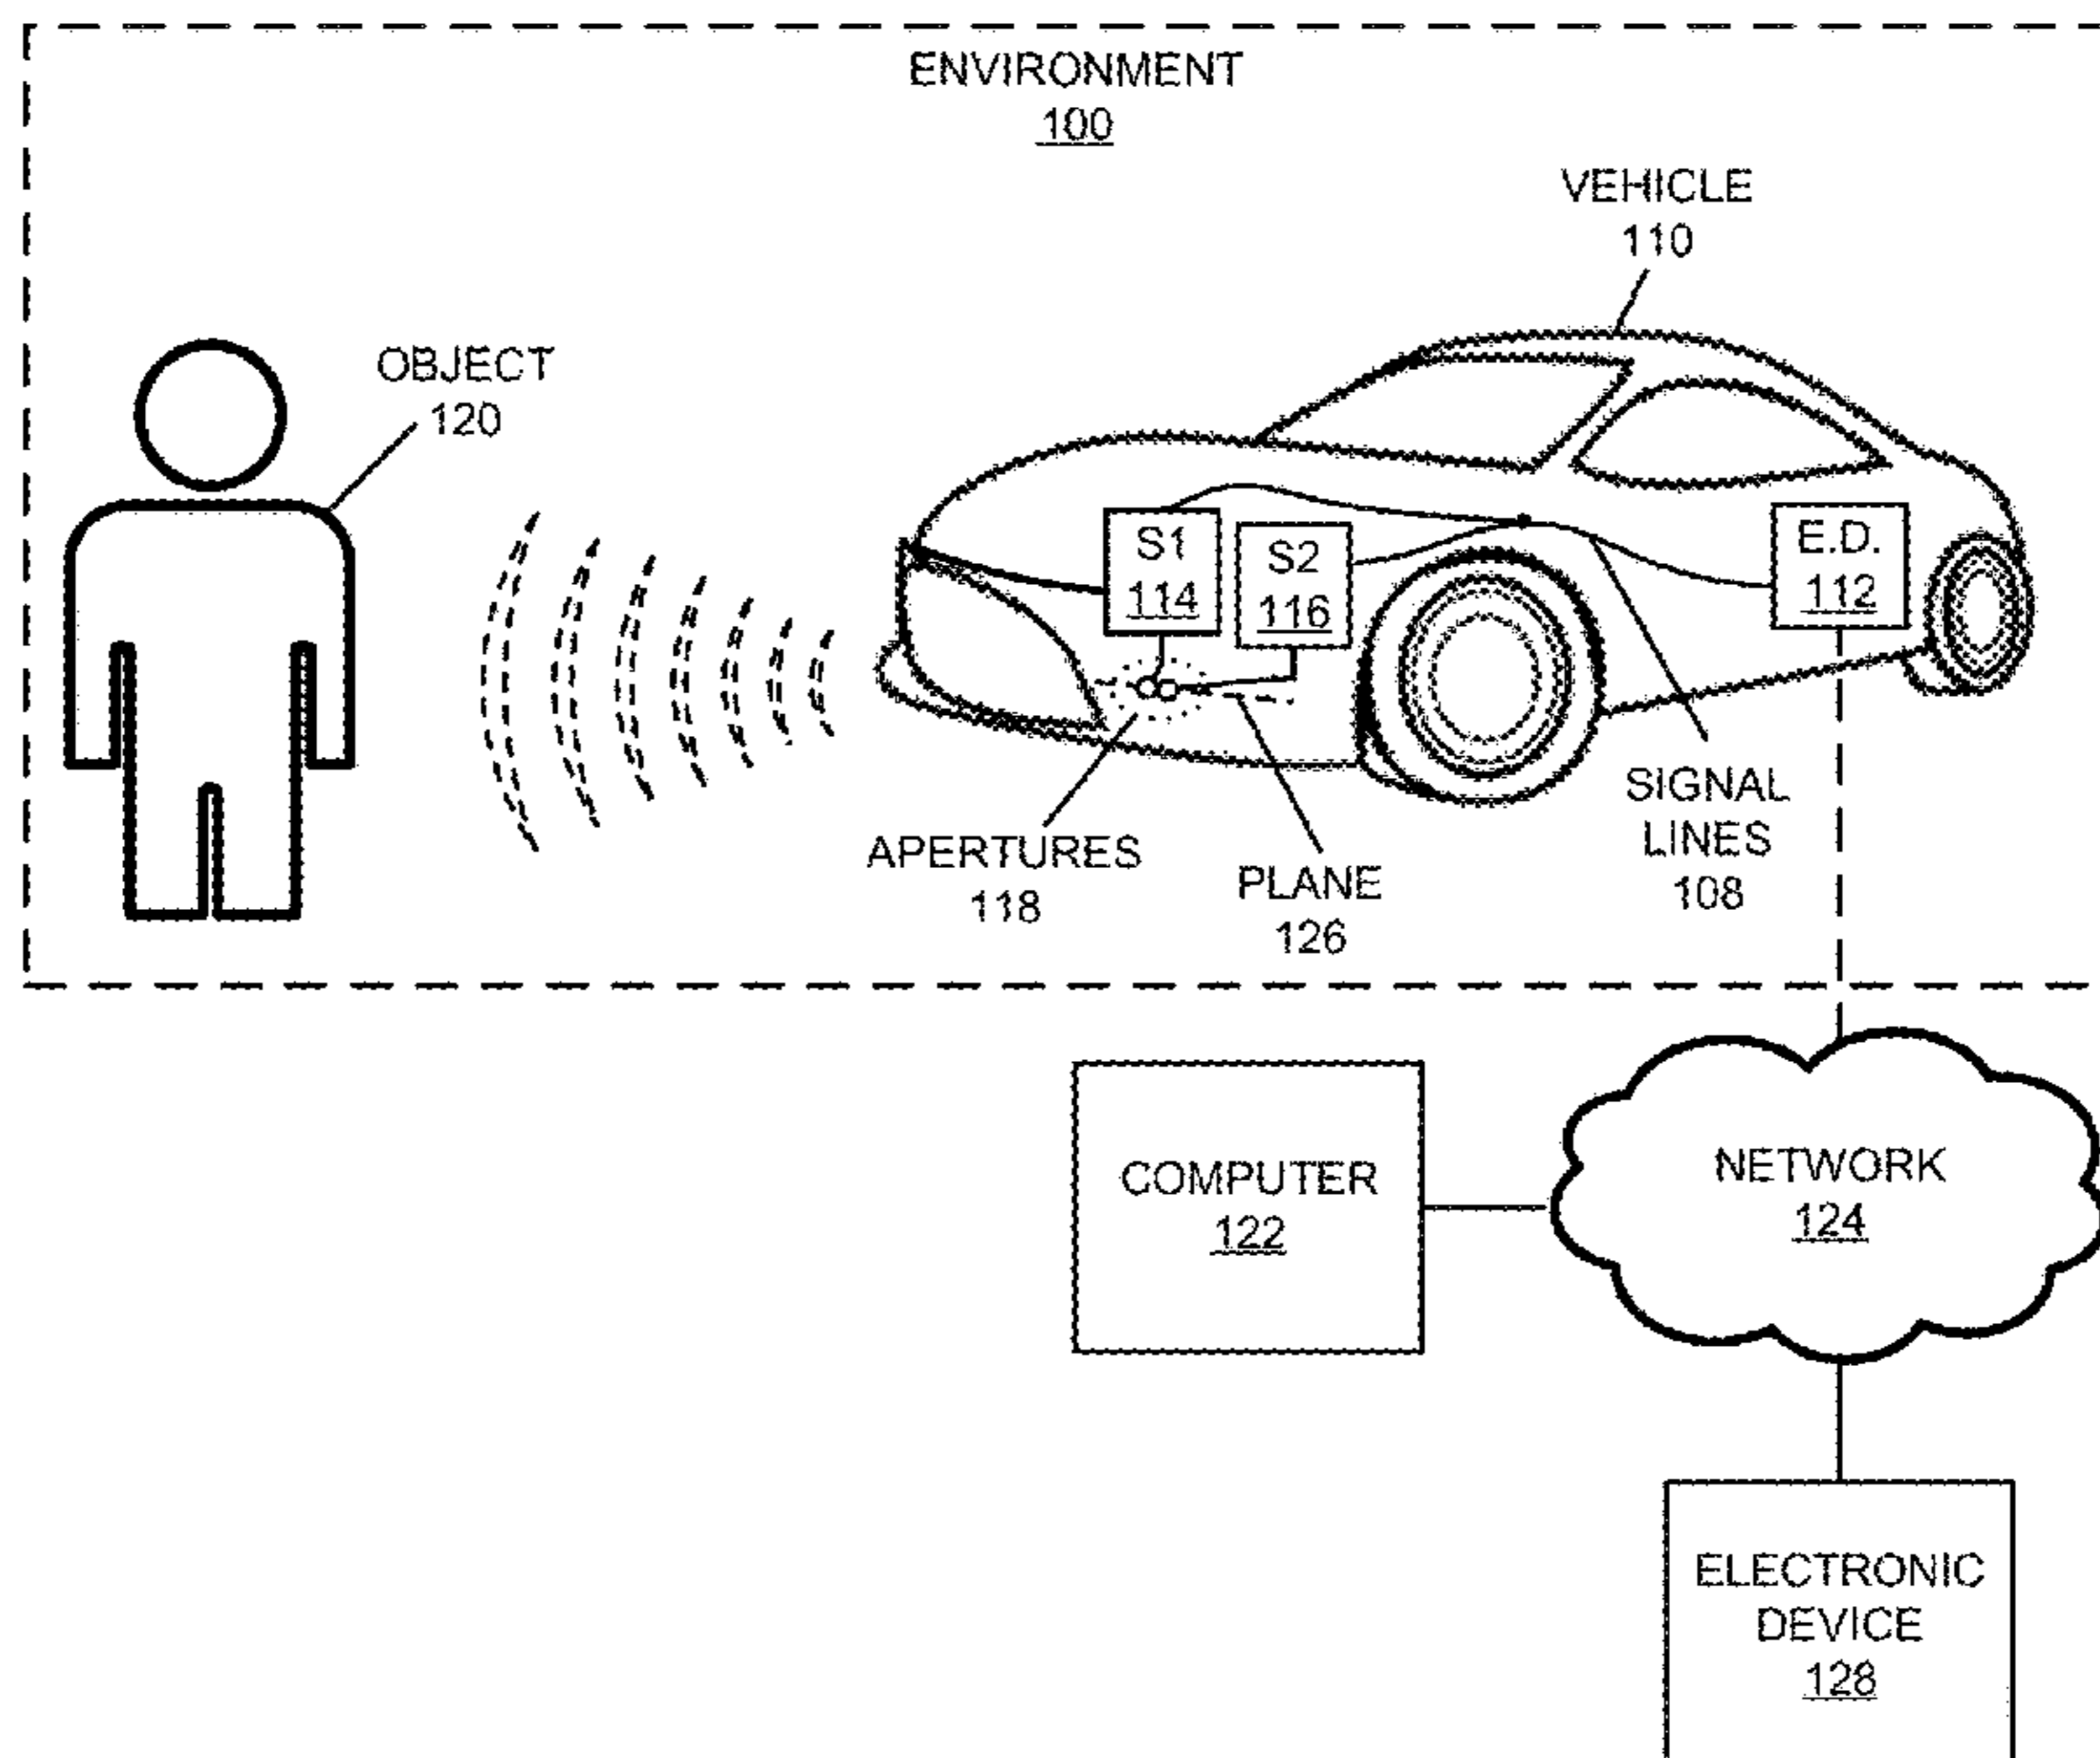 ENVIRONMENT
100
VEHICLE
110
OBJECT
120
S1
114
S2
116
E.D.
112
SIGNAL
LINES
108
APERTURES
118
PLANE
126
COMPUTER
122
NETWORK
124
ELECTRONIC
DEVICE
128